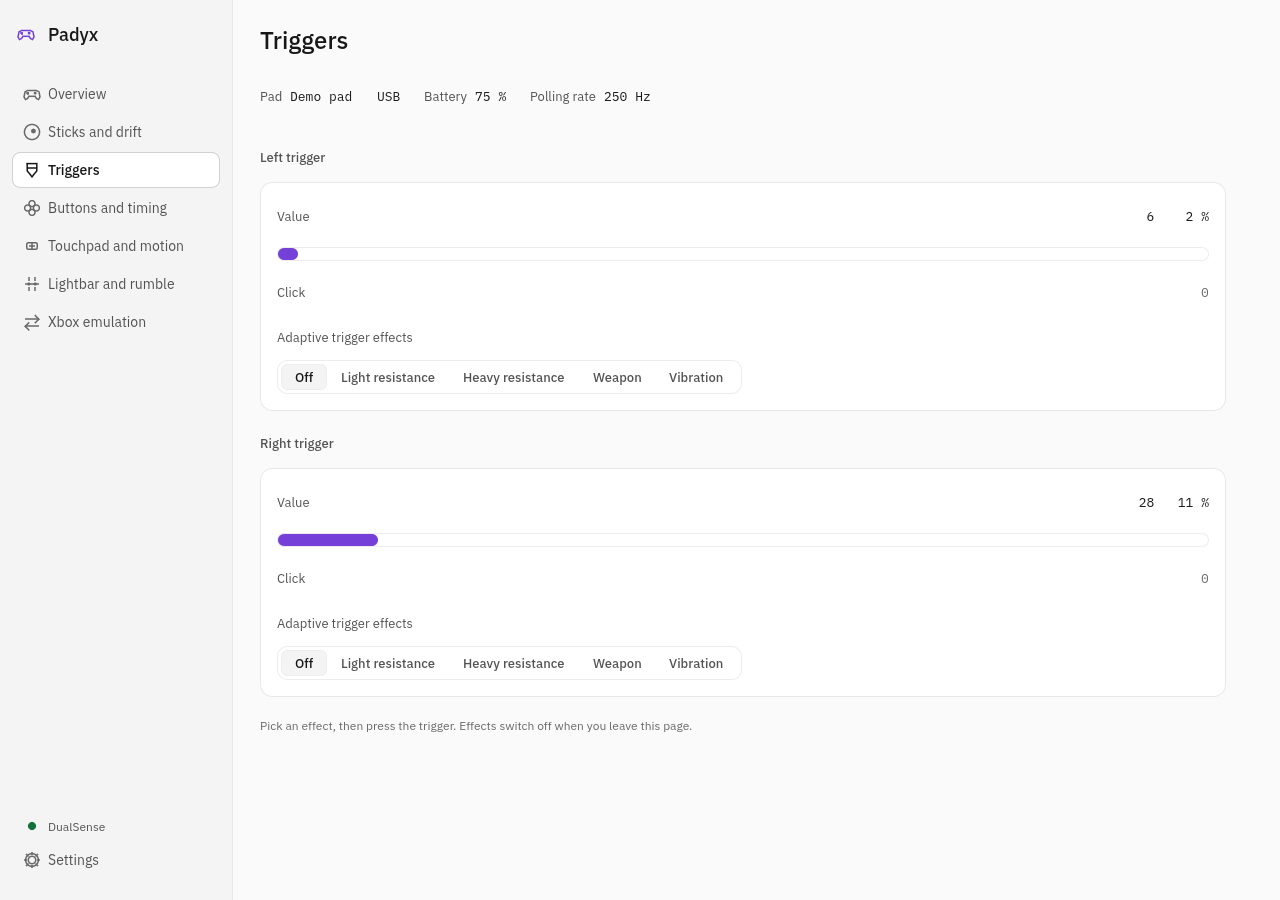 Padyx
Overview
Sticks and drift
Triggers
Buttons and timing
Touchpad and motion
Lightbar and rumble
Xbox emulation
DualSense
Settings
Triggers
Pad Demo pad USB Battery 75 % Polling rate 250 Hz
Left trigger
Value 6 2 %
Click 0
Adaptive trigger effects
Off Light resistance Heavy resistance Weapon Vibration
Right trigger
Value 28 11 %
Click 0
Adaptive trigger effects
Off Light resistance Heavy resistance Weapon Vibration
Pick an effect, then press the trigger. Effects switch off when you leave this page.